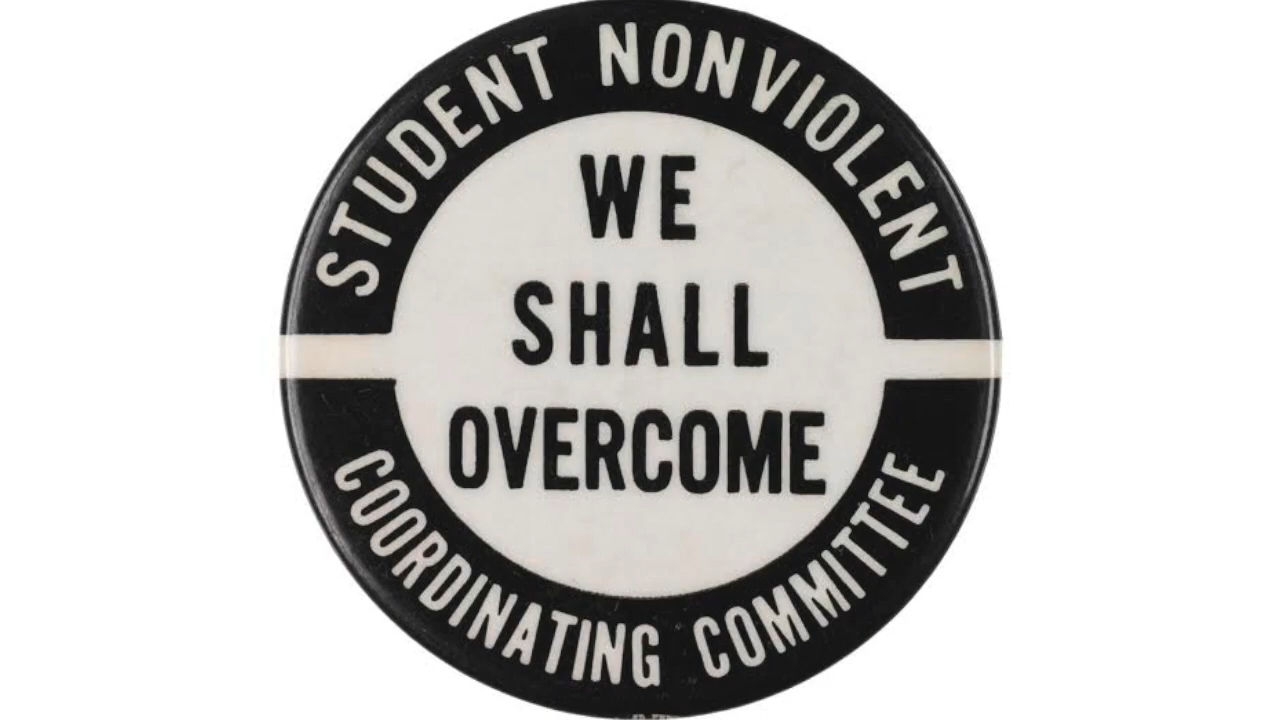 STUDENT NONVIOLENT
WE
SHALL
OVERCOME
COORDINATING COMMITTEE